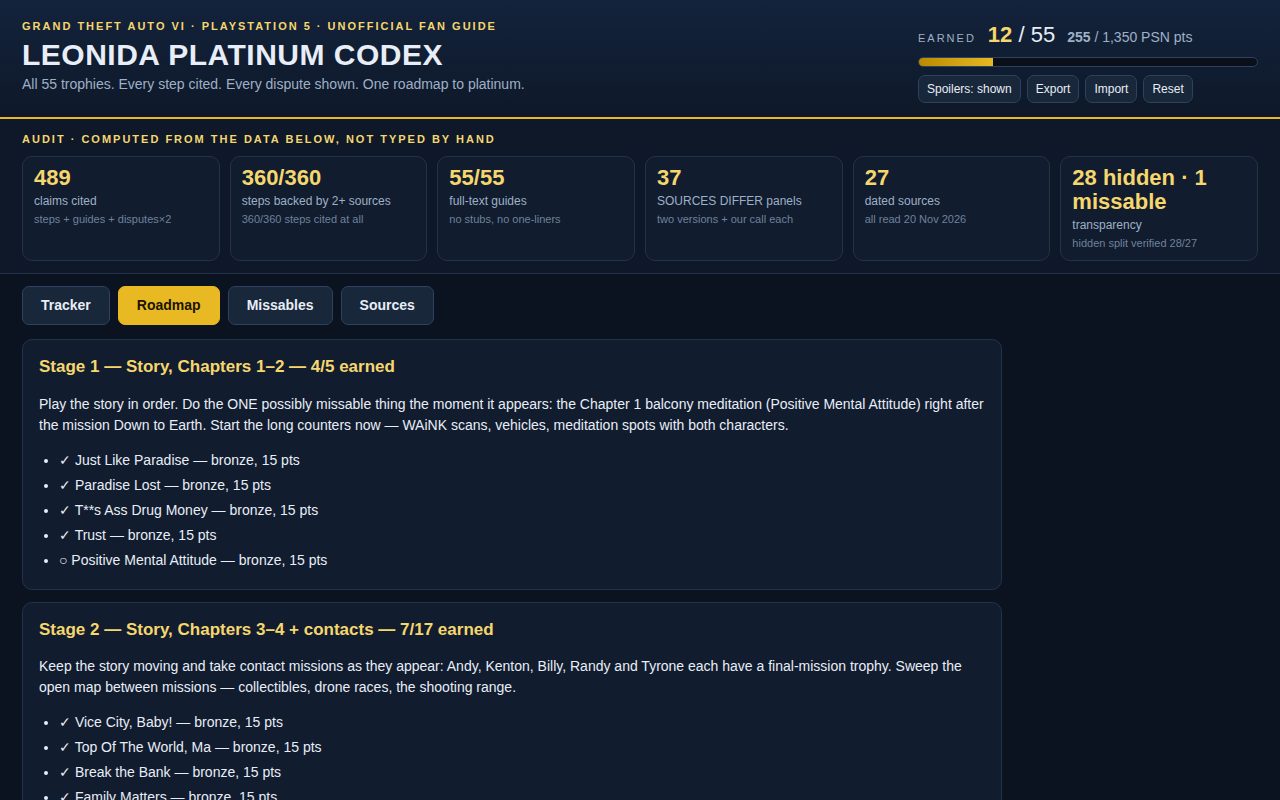 GRAND THEFT AUTO VI · PLAYSTATION 5 · UNOFFICIAL FAN GUIDE
LEONIDA PLATINUM CODEX
All 55 trophies. Every step cited. Every dispute shown. One roadmap to platinum.
EARNED 12 / 55 255 / 1,350 PSN pts
Spoilers: shown Export Import Reset
AUDIT · COMPUTED FROM THE DATA BELOW, NOT TYPED BY HAND
489
claims cited
steps + guides + disputes×2
360/360
steps backed by 2+ sources
360/360 steps cited at all
55/55
full-text guides
no stubs, no one-liners
37
SOURCES DIFFER panels
two versions + our call each
27
dated sources
all read 20 Nov 2026
28 hidden · 1
missable
transparency
hidden split verified 28/27
Tracker Roadmap Missables Sources
Stage 1 — Story, Chapters 1–2 — 4/5 earned
Play the story in order. Do the ONE possibly missable thing the moment it appears: the Chapter 1 balcony meditation (Positive Mental Attitude) right after
the mission Down to Earth. Start the long counters now — WAiNK scans, vehicles, meditation spots with both characters.
• ✓ Just Like Paradise — bronze, 15 pts
• ✓ Paradise Lost — bronze, 15 pts
• ✓ T**s Ass Drug Money — bronze, 15 pts
• ✓ Trust — bronze, 15 pts
• ○ Positive Mental Attitude — bronze, 15 pts
Stage 2 — Story, Chapters 3–4 + contacts — 7/17 earned
Keep the story moving and take contact missions as they appear: Andy, Kenton, Billy, Randy and Tyrone each have a final-mission trophy. Sweep the
open map between missions — collectibles, drone races, the shooting range.
• ✓ Vice City, Baby! — bronze, 15 pts
• ✓ Top Of The World, Ma — bronze, 15 pts
• ✓ Break the Bank — bronze, 15 pts
• ✓ Family Matters — bronze, 15 pts